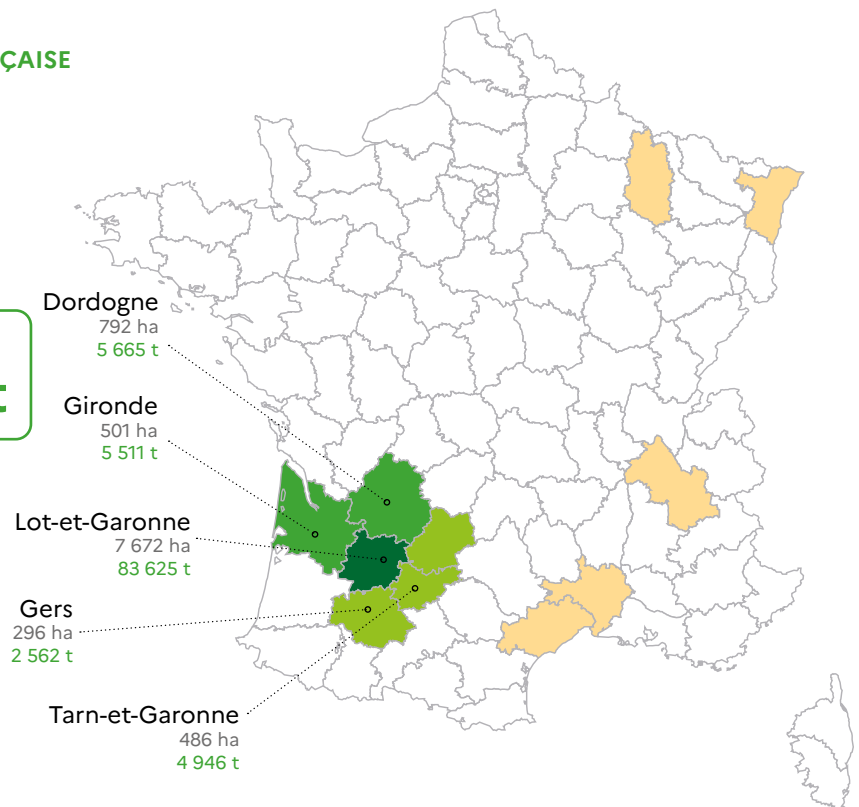 ÇAISE
Dordogne
792 ha
5 665 t
Gironde
501 ha
5 511 t
Lot-et-Garonne
7 672 ha
83 625 t
Gers
296 ha
2 562 t
Tarn-et-Garonne
486 ha
4 946 t